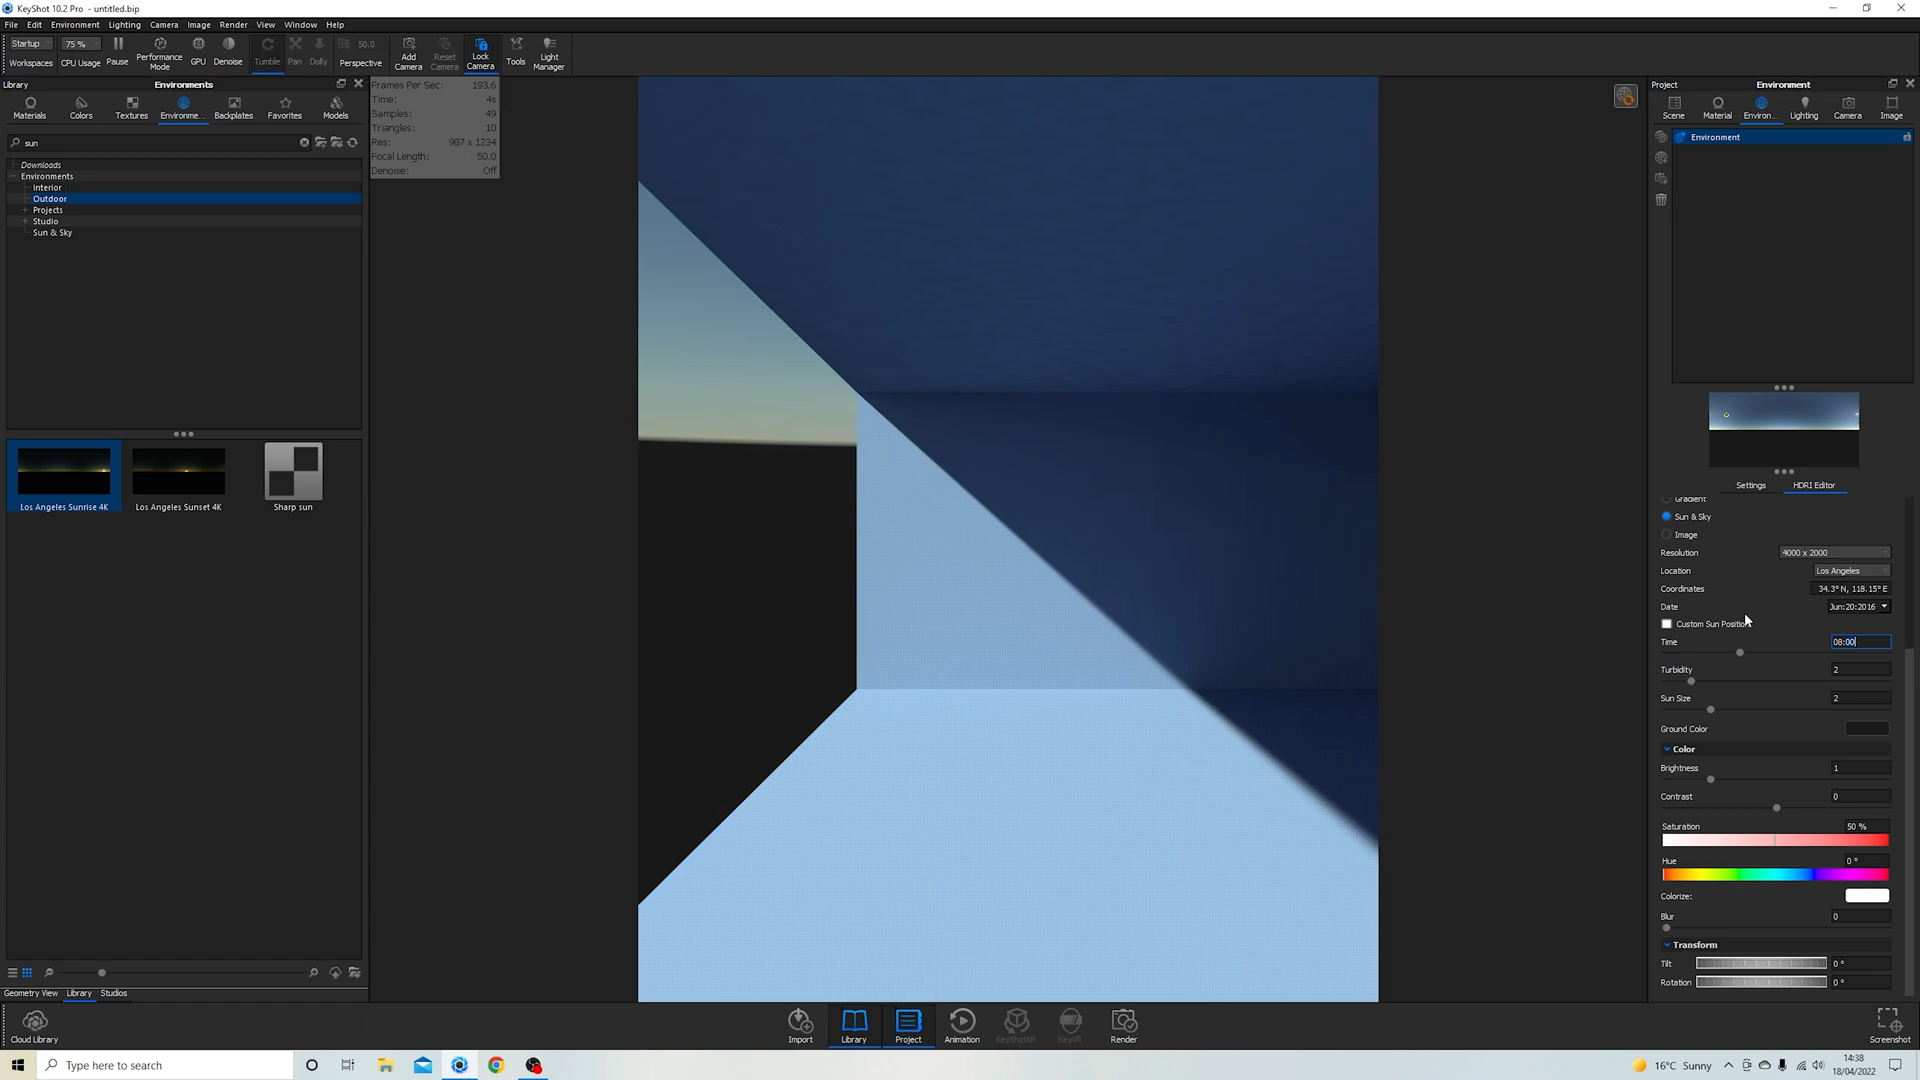 KeyShot 10.2 Pro - untitled.bip
File Edit Environment Lighting Camera Image Render View Window Help
Startup 75 % 50.0
Workspaces CPU Usage Pause Performance Mode GPU Denoise Tumble Pan Dolly Perspective Add Camera Reset Camera Lock Camera Tools Light Manager
Library Environments
Materials Colors Textures Environme... Backplates Favorites Models
sun
Downloads
Environments
Interior
Outdoor
Projects
Studio
Sun & Sky
Los Angeles Sunrise 4K Los Angeles Sunset 4K Sharp sun
Geometry View Library Studios
Cloud Library
Frames Per Sec: 193.6
Time: 4s
Samples: 49
Triangles: 10
Res: 987 x 1234
Focal Length: 50.0
Denoise: Off
Project Environment
Scene Material Environ... Lighting Camera Image
Environment
Settings HDRI Editor
Gradient
Sun & Sky
Image
Resolution 4000 x 2000
Location Los Angeles
Coordinates 34.3° N, 118.15° E
Date Jun:20:2016
Custom Sun Position
Time 08:00
Turbidity 2
Sun Size 2
Ground Color
Color
Brightness 1
Contrast 0
Saturation 50 %
Hue 0 °
Colorize:
Blur 0
Transform
Tilt 0 °
Rotation 0 °
Import Library Project Animation KeyShotXR KeyVR Render Screenshot
Type here to search
16°C Sunny
14:38
18/04/2022